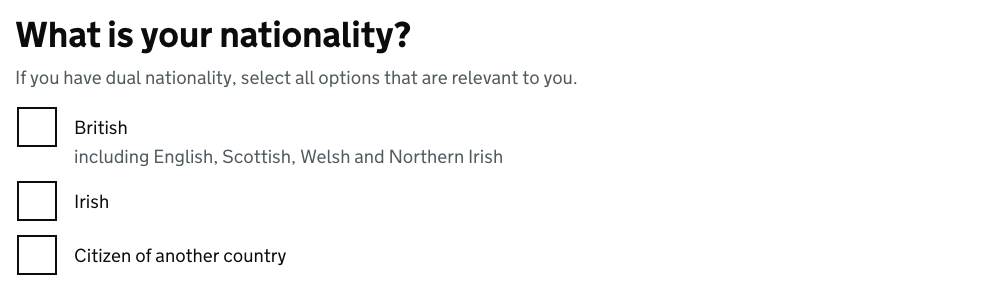 What is your nationality?
If you have dual nationality, select all options that are relevant to you.
British
including English, Scottish, Welsh and Northern Irish
Irish
Citizen of another country